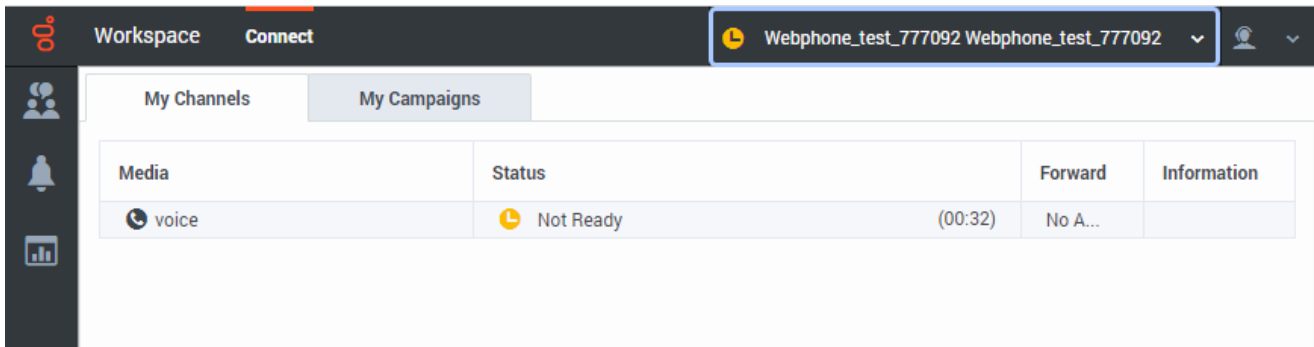 Workspace Connect Webphone_test_777092 Webphone_test_777092
My Channels My Campaigns
Media Status Forward Information
voice Not Ready (00:32) No A...